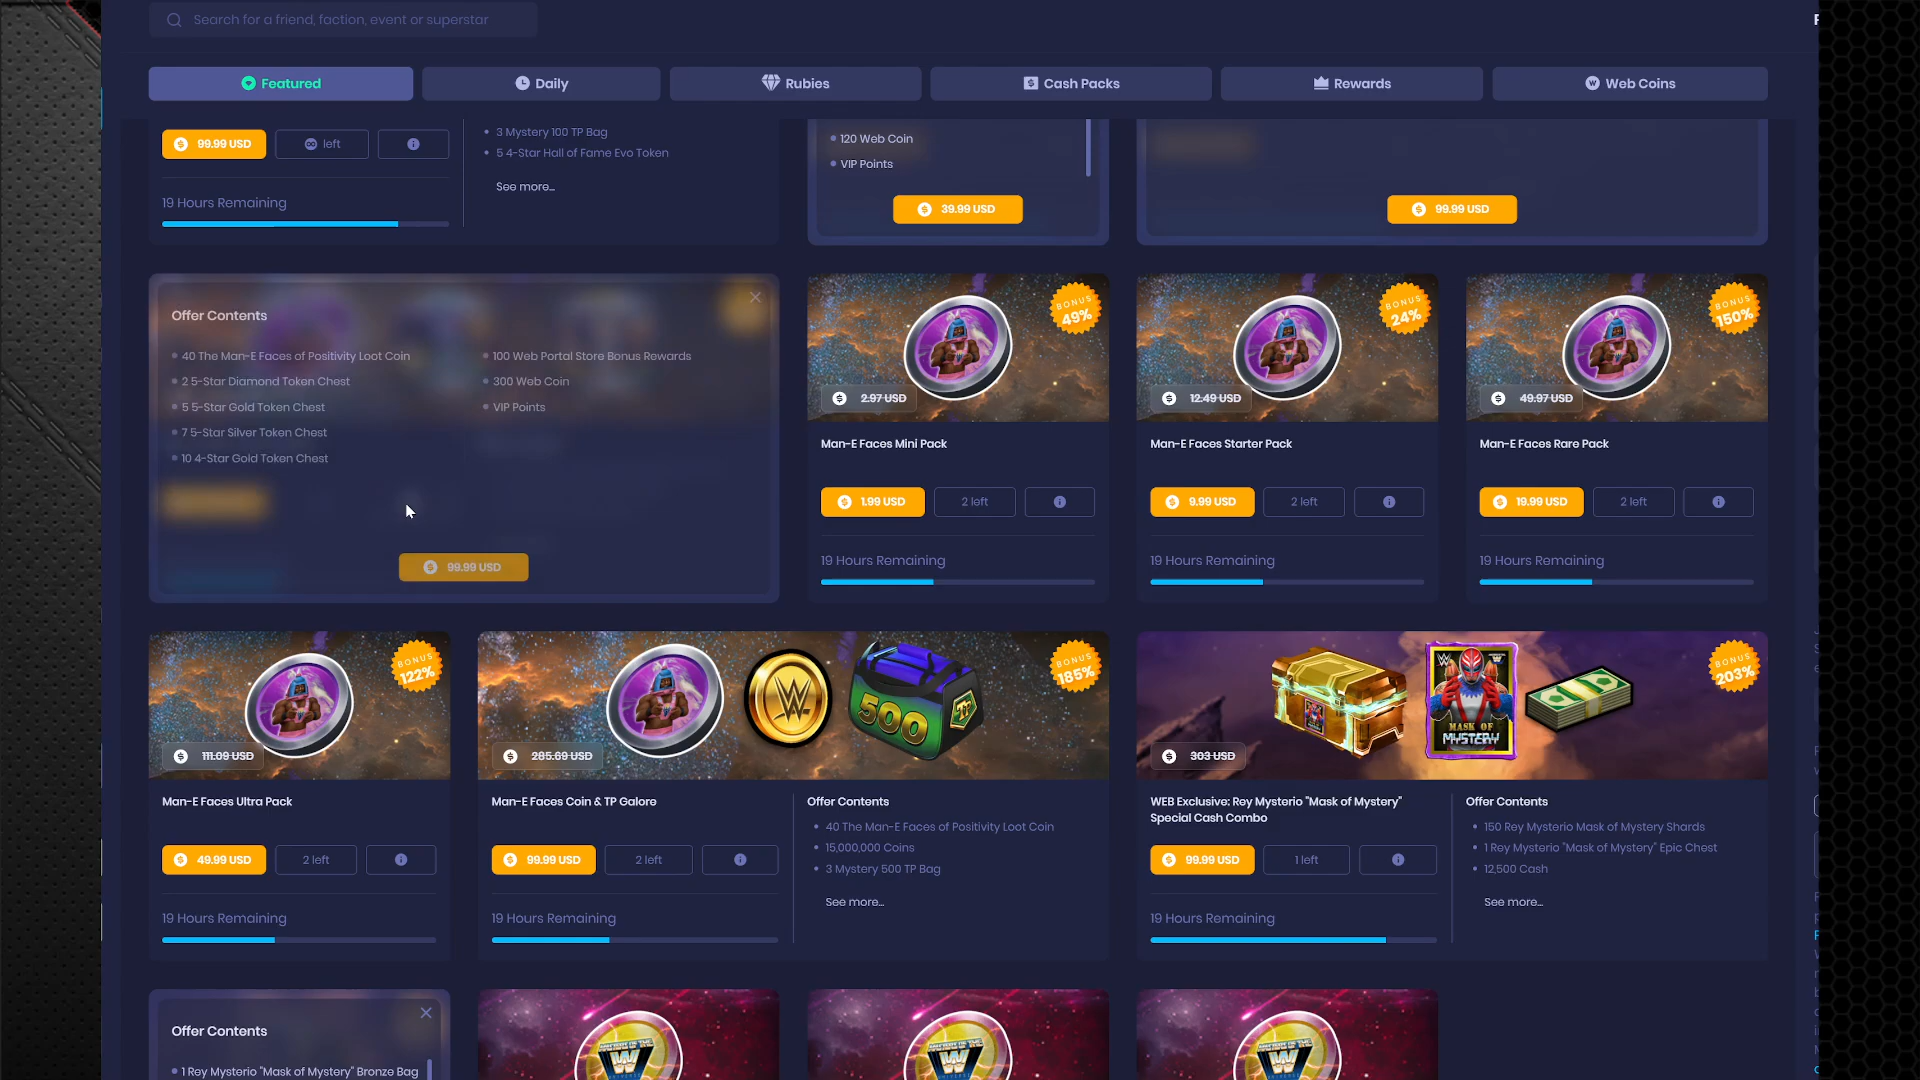 Search for a friend, faction, event or superstar
Featured
Daily
Rubies
Cash Packs
Rewards
Web Coins
99.99 USD
left
19 Hours Remaining
3 Mystery 100 TP Bag
5 4-Star Hall of Fame Evo Token
See more...
120 Web Coin
VIP Points
39.99 USD
99.99 USD
Offer Contents
40 The Man-E Faces of Positivity Loot Coin
2 5-Star Diamond Token Chest
5 5-Star Gold Token Chest
7 5-Star Silver Token Chest
10 4-Star Gold Token Chest
100 Web Portal Store Bonus Rewards
300 Web Coin
VIP Points
99.99 USD
BONUS
49%
2.97 USD
Man-E Faces Mini Pack
1.99 USD
2 left
19 Hours Remaining
BONUS
24%
12.49 USD
Man-E Faces Starter Pack
9.99 USD
2 left
19 Hours Remaining
BONUS
150%
49.97 USD
Man-E Faces Rare Pack
19.99 USD
2 left
19 Hours Remaining
BONUS
122%
111.09 USD
Man-E Faces Ultra Pack
49.99 USD
2 left
19 Hours Remaining
500
TP
BONUS
185%
285.69 USD
Man-E Faces Coin & TP Galore
99.99 USD
2 left
19 Hours Remaining
Offer Contents
40 The Man-E Faces of Positivity Loot Coin
15,000,000 Coins
3 Mystery 500 TP Bag
See more...
MASK OF
MYSTERY
BONUS
203%
303 USD
WEB Exclusive: Rey Mysterio "Mask of Mystery"
Special Cash Combo
99.99 USD
1 left
19 Hours Remaining
Offer Contents
150 Rey Mysterio Mask of Mystery Shards
1 Rey Mysterio "Mask of Mystery" Epic Chest
12,500 Cash
See more...
Offer Contents
1 Rey Mysterio "Mask of Mystery" Bronze Bag
MASTERS OF THE
MASTERS OF THE
MASTERS OF THE